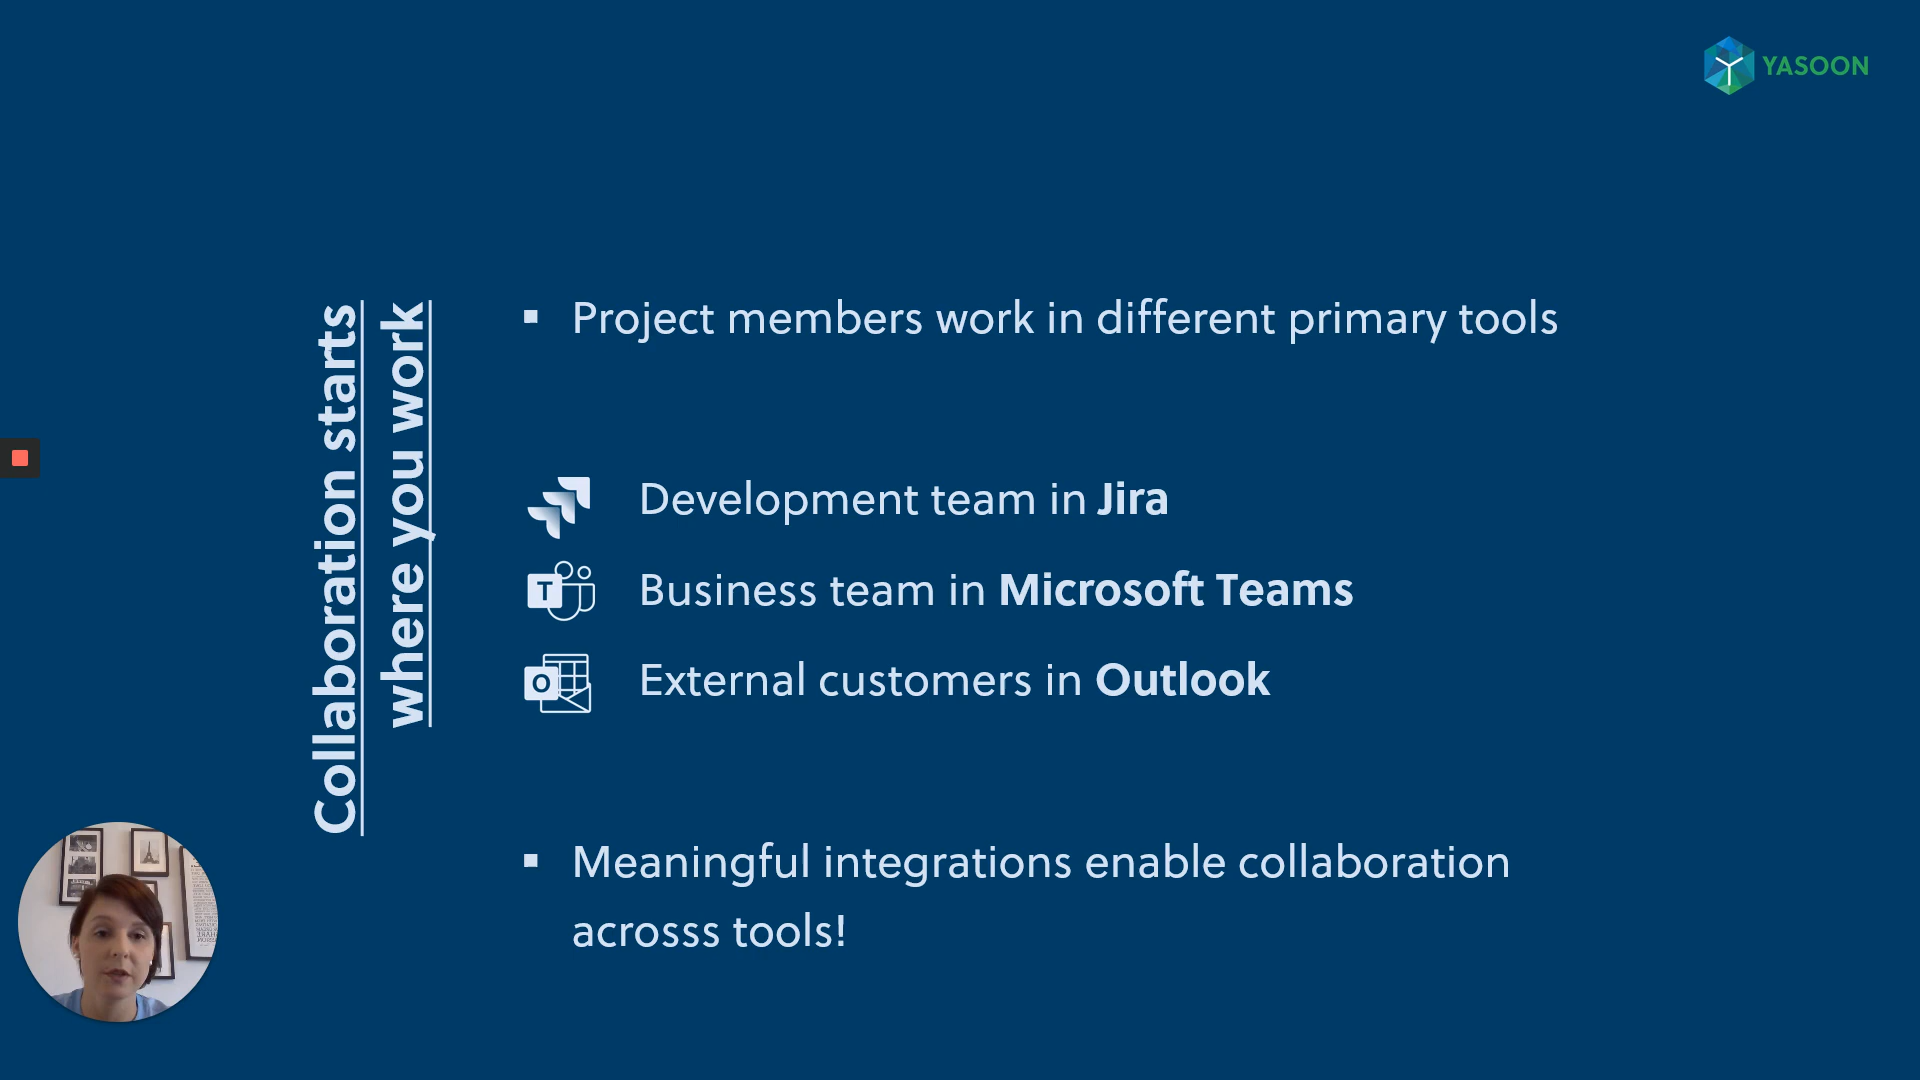 YASOON
Collaboration starts
where you work
▪ Project members work in different primary tools
Development team in Jira
T
Business team in Microsoft Teams
O
External customers in Outlook
▪ Meaningful integrations enable collaboration
acrosss tools!